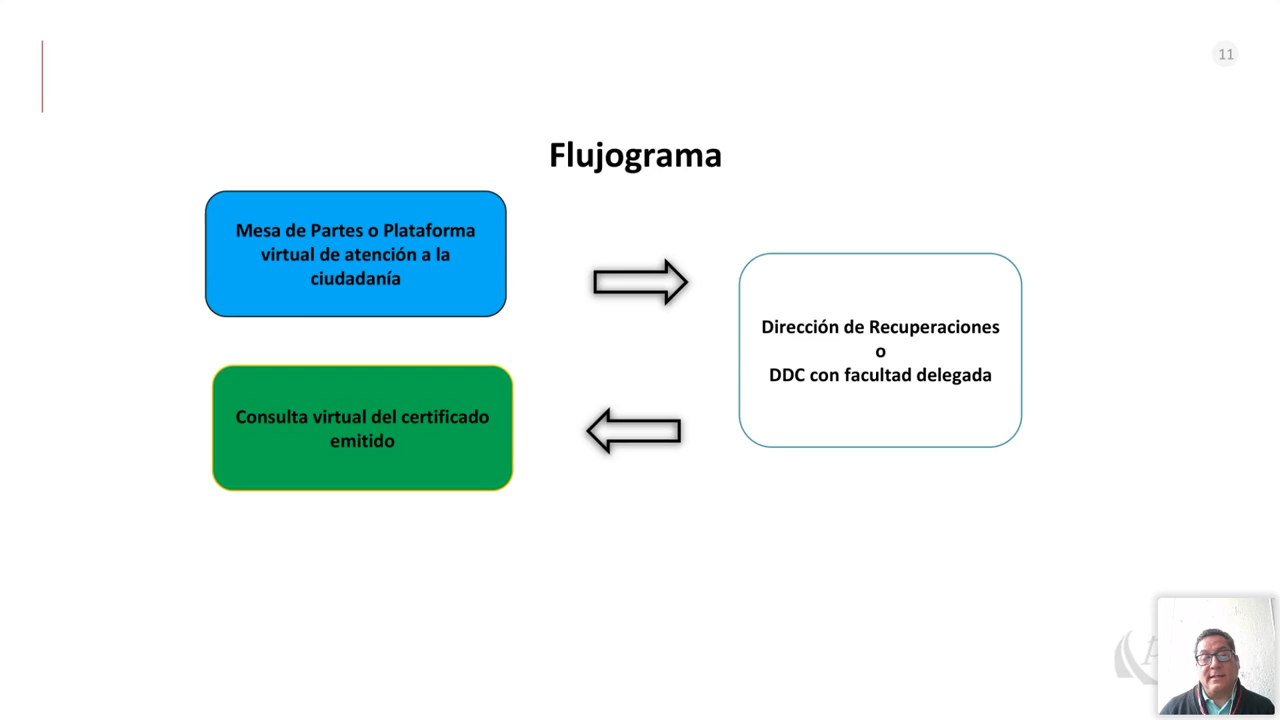 11
Flujograma
Mesa de Partes o Plataforma
virtual de atención a la
ciudadanía
Dirección de Recuperaciones
o
DDC con facultad delegada
Consulta virtual del certificado
emitido